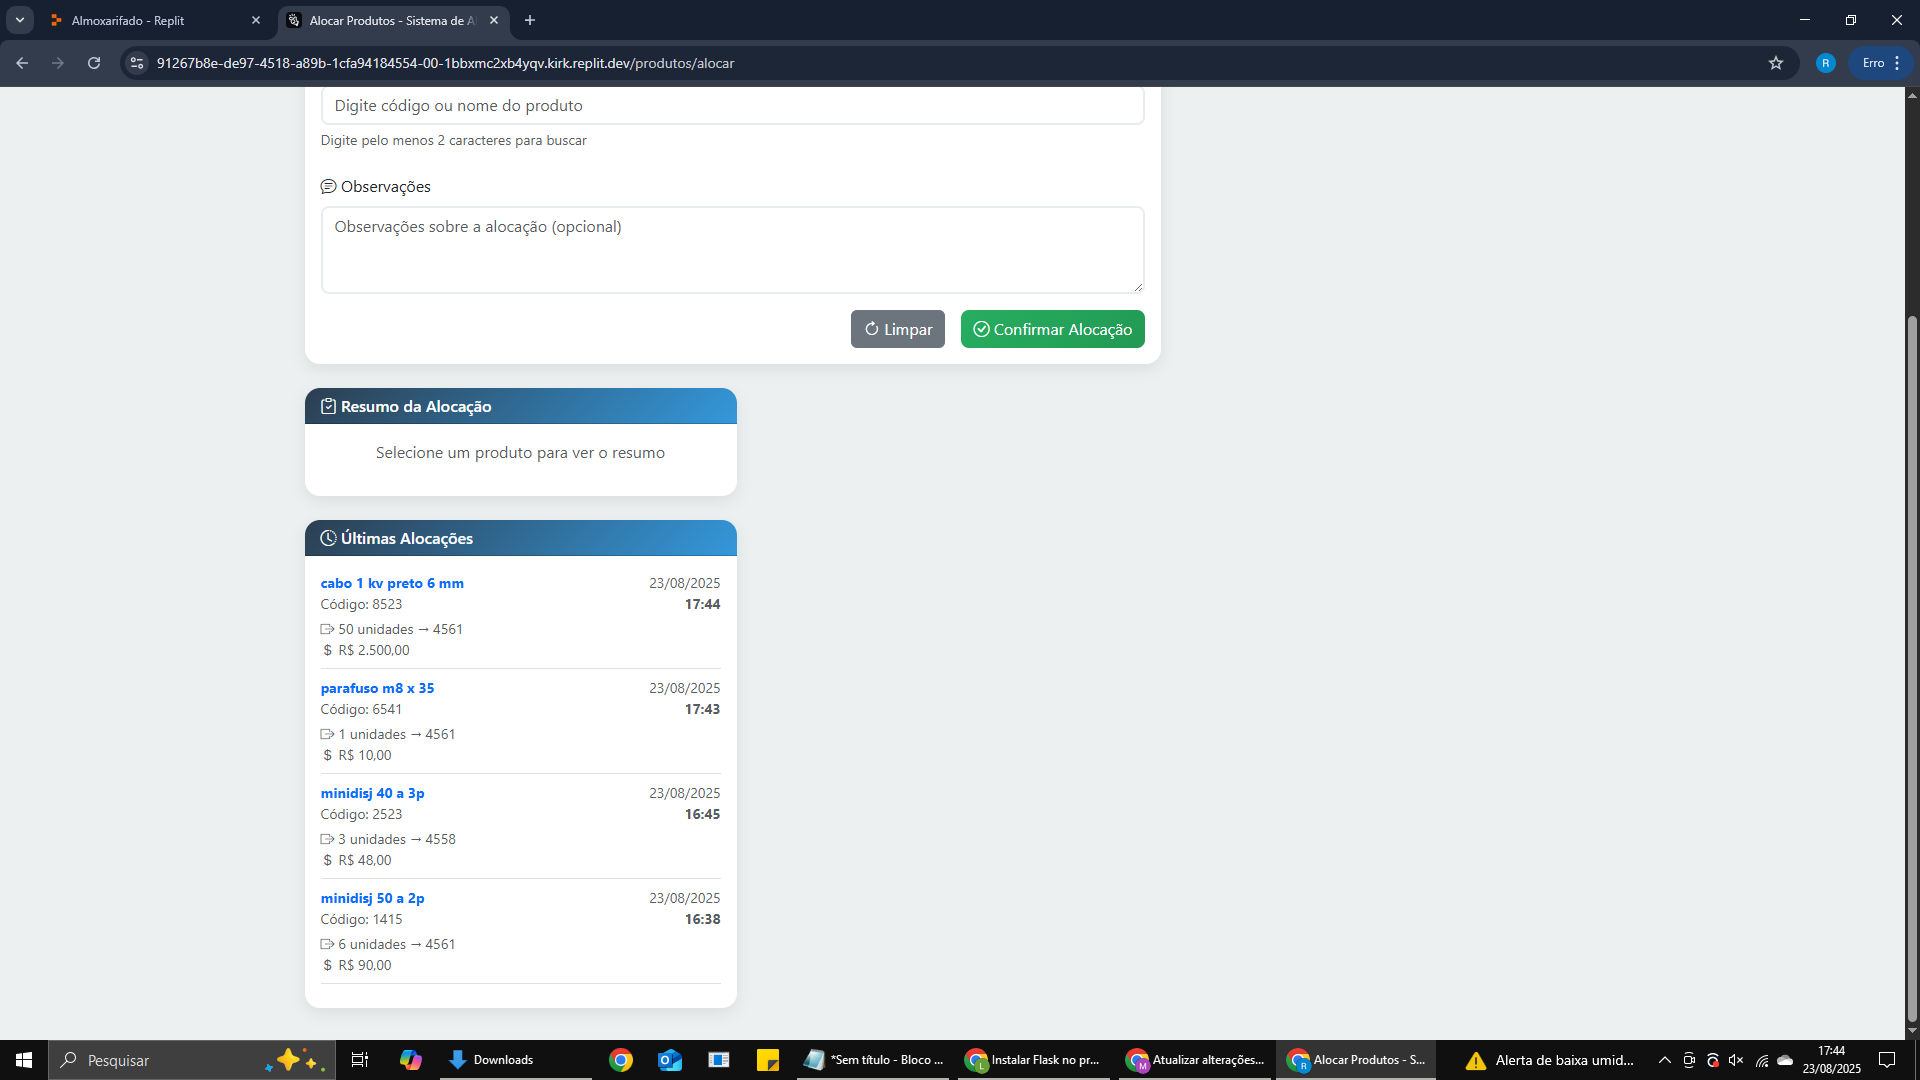 Almoxarifado - Replit
Alocar Produtos - Sistema de A
91267b8e-de97-4518-a89b-1cfa94184554-00-1bbxmc2xb4yqv.kirk.replit.dev/produtos/alocar
R
Erro
Digite código ou nome do produto
Digite pelo menos 2 caracteres para buscar
Observações
Observações sobre a alocação (opcional)
Limpar
Confirmar Alocação
Resumo da Alocação
Selecione um produto para ver o resumo
Últimas Alocações
cabo 1 kv preto 6 mm 23/08/2025
Código: 8523 17:44
50 unidades → 4561
$ R$ 2.500,00
parafuso m8 x 35 23/08/2025
Código: 6541 17:43
1 unidades → 4561
$ R$ 10,00
minidisj 40 a 3p 23/08/2025
Código: 2523 16:45
3 unidades → 4558
$ R$ 48,00
minidisj 50 a 2p 23/08/2025
Código: 1415 16:38
6 unidades → 4561
$ R$ 90,00
Pesquisar
Downloads
*Sem título - Bloco ...
Instalar Flask no pr...
Atualizar alterações...
Alocar Produtos - S...
Alerta de baixa umid...
17:44
23/08/2025